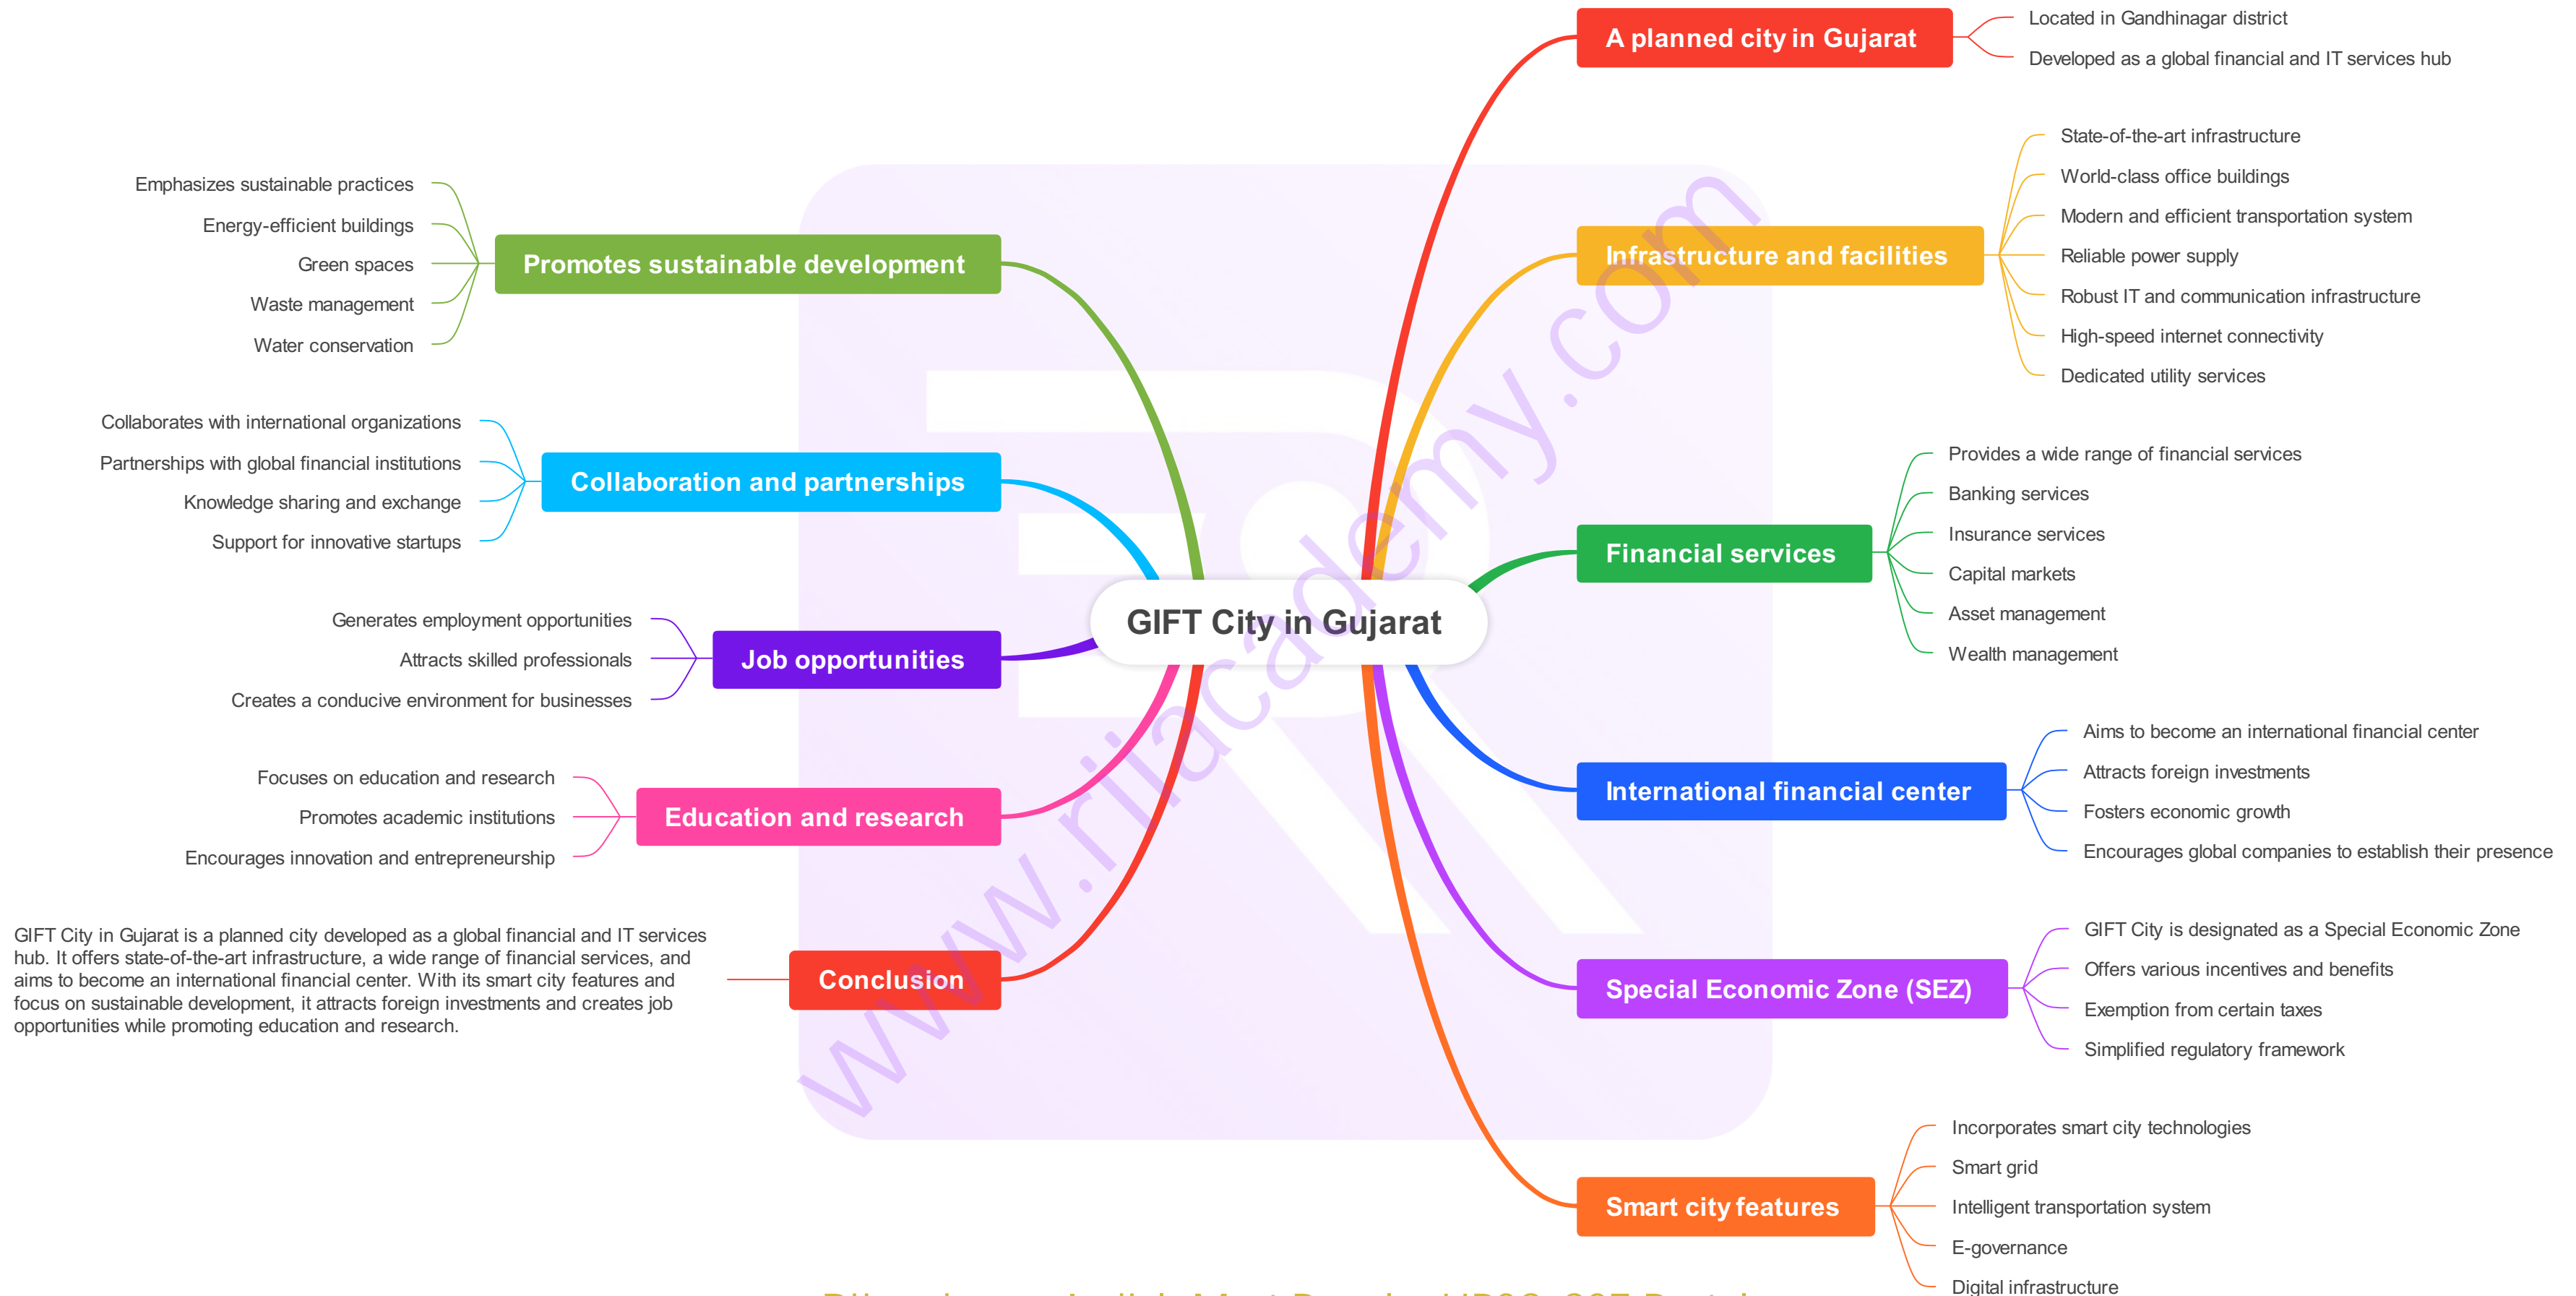 GIFT City in Gujarat
A planned city in Gujarat
Located in Gandhinagar district
Developed as a global financial and IT services hub
Infrastructure and facilities
State-of-the-art infrastructure
World-class office buildings
Modern and efficient transportation system
Reliable power supply
Robust IT and communication infrastructure
High-speed internet connectivity
Dedicated utility services
Financial services
Provides a wide range of financial services
Banking services
Insurance services
Capital markets
Asset management
Wealth management
International financial center
Aims to become an international financial center
Attracts foreign investments
Fosters economic growth
Encourages global companies to establish their presence
Special Economic Zone (SEZ)
GIFT City is designated as a Special Economic Zone
Offers various incentives and benefits
Exemption from certain taxes
Simplified regulatory framework
Smart city features
Incorporates smart city technologies
Smart grid
Intelligent transportation system
E-governance
Digital infrastructure
Promotes sustainable development
Emphasizes sustainable practices
Energy-efficient buildings
Green spaces
Waste management
Water conservation
Collaboration and partnerships
Collaborates with international organizations
Partnerships with global financial institutions
Knowledge sharing and exchange
Support for innovative startups
Job opportunities
Generates employment opportunities
Attracts skilled professionals
Creates a conducive environment for businesses
Education and research
Focuses on education and research
Promotes academic institutions
Encourages innovation and entrepreneurship
Conclusion
GIFT City in Gujarat is a planned city developed as a global financial and IT services
hub. It offers state-of-the-art infrastructure, a wide range of financial services, and
aims to become an international financial center. With its smart city features and
focus on sustainable development, it attracts foreign investments and creates job
opportunities while promoting education and research.
www.rijacademy.com